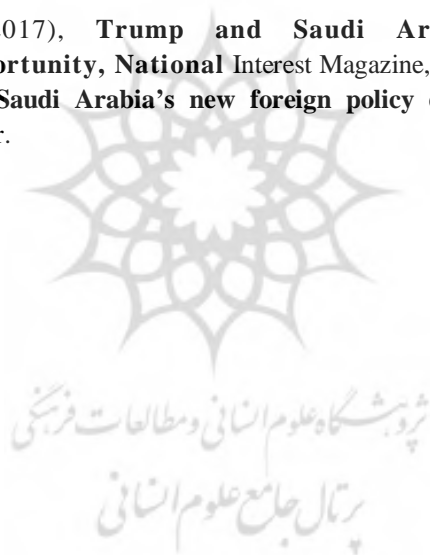 2017), Trump and Saudi Ar
ortunity, National Interest Magazine,
Saudi Arabia's new foreign policy
r.
پژوهشگاه علوم انسانی و مطالعات فرهنگی
پرتال جامع علوم انسانی